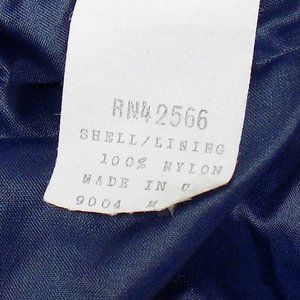 RN42566
SHELL/LINING
100% NYLON
MADE IN U
9004 M